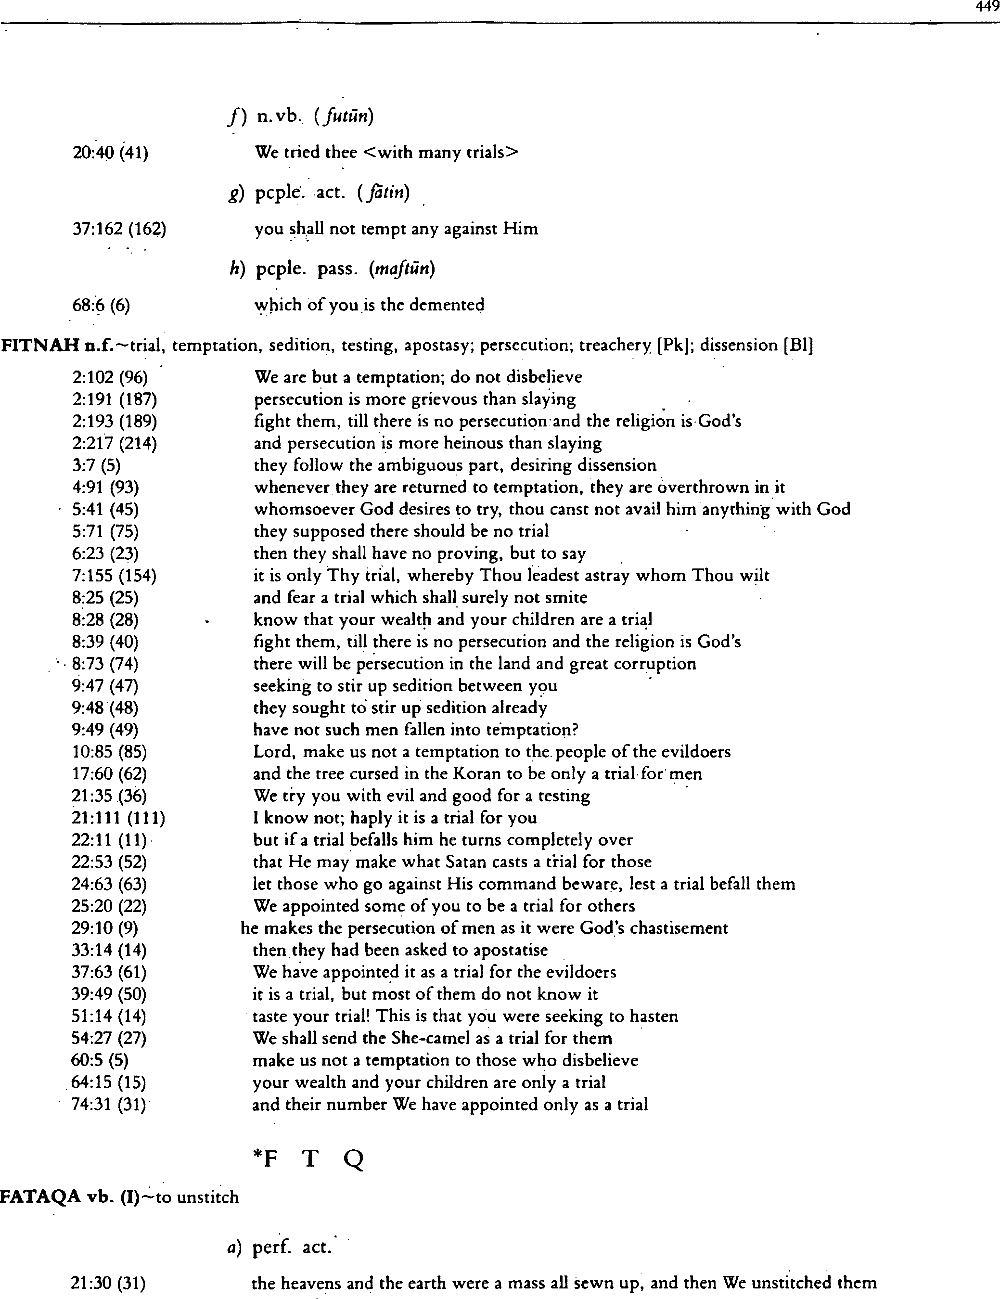 449
f) n.vb. (futūn)
20:40 (41) We tried thee <with many trials>
g) pcple. act. (fātin)
37:162 (162) you shall not tempt any against Him
h) pcple. pass. (maftūn)
68:6 (6) which of you is the demented
FITNAH n.f.~trial, temptation, sedition, testing, apostasy; persecution; treachery [Pk]; dissension [Bl]
2:102 (96) We are but a temptation; do not disbelieve
2:191 (187) persecution is more grievous than slaying
2:193 (189) fight them, till there is no persecution and the religion is God's
2:217 (214) and persecution is more heinous than slaying
3:7 (5) they follow the ambiguous part, desiring dissension
4:91 (93) whenever they are returned to temptation, they are overthrown in it
5:41 (45) whomsoever God desires to try, thou canst not avail him anything with God
5:71 (75) they supposed there should be no trial
6:23 (23) then they shall have no proving, but to say
7:155 (154) it is only Thy trial, whereby Thou leadest astray whom Thou wilt
8:25 (25) and fear a trial which shall surely not smite
8:28 (28) know that your wealth and your children are a trial
8:39 (40) fight them, till there is no persecution and the religion is God's
8:73 (74) there will be persecution in the land and great corruption
9:47 (47) seeking to stir up sedition between you
9:48 (48) they sought to stir up sedition already
9:49 (49) have not such men fallen into temptation?
10:85 (85) Lord, make us not a temptation to the people of the evildoers
17:60 (62) and the tree cursed in the Koran to be only a trial for men
21:35 (36) We try you with evil and good for a testing
21:111 (111) I know not; haply it is a trial for you
22:11 (11) but if a trial befalls him he turns completely over
22:53 (52) that He may make what Satan casts a trial for those
24:63 (63) let those who go against His command beware, lest a trial befall them
25:20 (22) We appointed some of you to be a trial for others
29:10 (9) he makes the persecution of men as it were God's chastisement
33:14 (14) then they had been asked to apostatise
37:63 (61) We have appointed it as a trial for the evildoers
39:49 (50) it is a trial, but most of them do not know it
51:14 (14) taste your trial! This is that you were seeking to hasten
54:27 (27) We shall send the She-camel as a trial for them
60:5 (5) make us not a temptation to those who disbelieve
64:15 (15) your wealth and your children are only a trial
74:31 (31) and their number We have appointed only as a trial
*F T Q
FATAQA vb. (I)~to unstitch
a) perf. act.
21:30 (31) the heavens and the earth were a mass all sewn up, and then We unstitched them